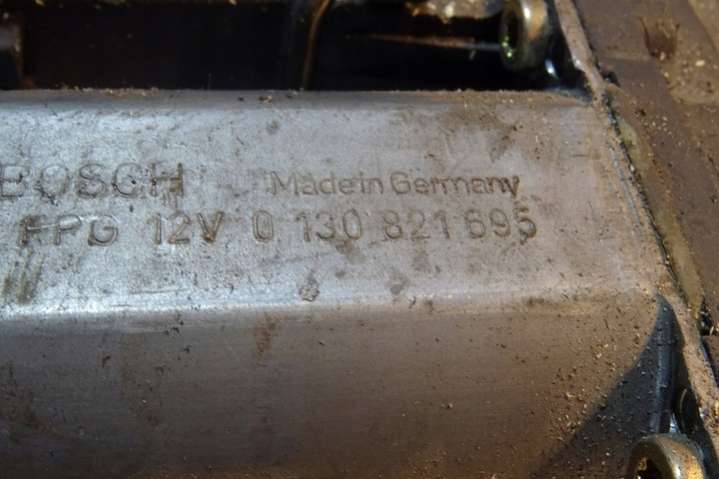 BOSCH Made in Germany
FPG 12V 0 130 821 695